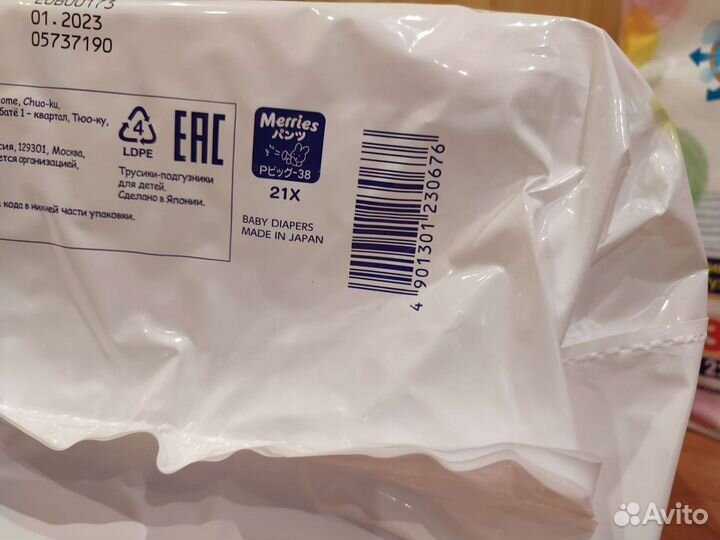 01.2023
05737190
ome, Chuo-ku,
батё 1 - квартал, Тюо-ку,
сия, 129301, Москва,
ется организацией,
кода в нижней части упаковки.
4
LDPE
EAC
Трусики-подгузники
для детей.
Сделано в Японии.
Merries
パンツ
Pビッグ-38
21X
BABY DIAPERS
MADE IN JAPAN
4 901301 230676
Avito